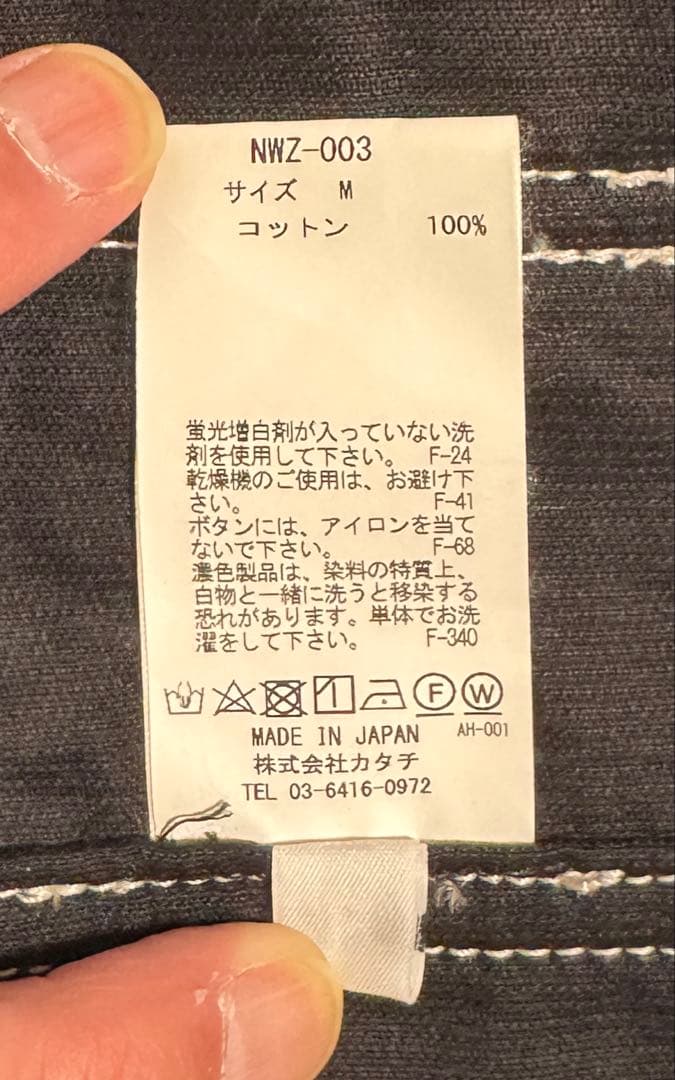 NWZ-003
サイズ M
コットン 100%
蛍光増白剤が入っていない洗
剤を使用して下さい。 F-24
乾燥機のご使用は、お避け下
さい。 F-41
ボタンには、アイロンを当て
ないで下さい。 F-68
濃色製品は、染料の特質上、
白物と一緒に洗うと移染する
恐れがあります。単体でお洗
濯をして下さい。 F-340
F W
MADE IN JAPAN AH-001
株式会社カタチ
TEL 03-6416-0972